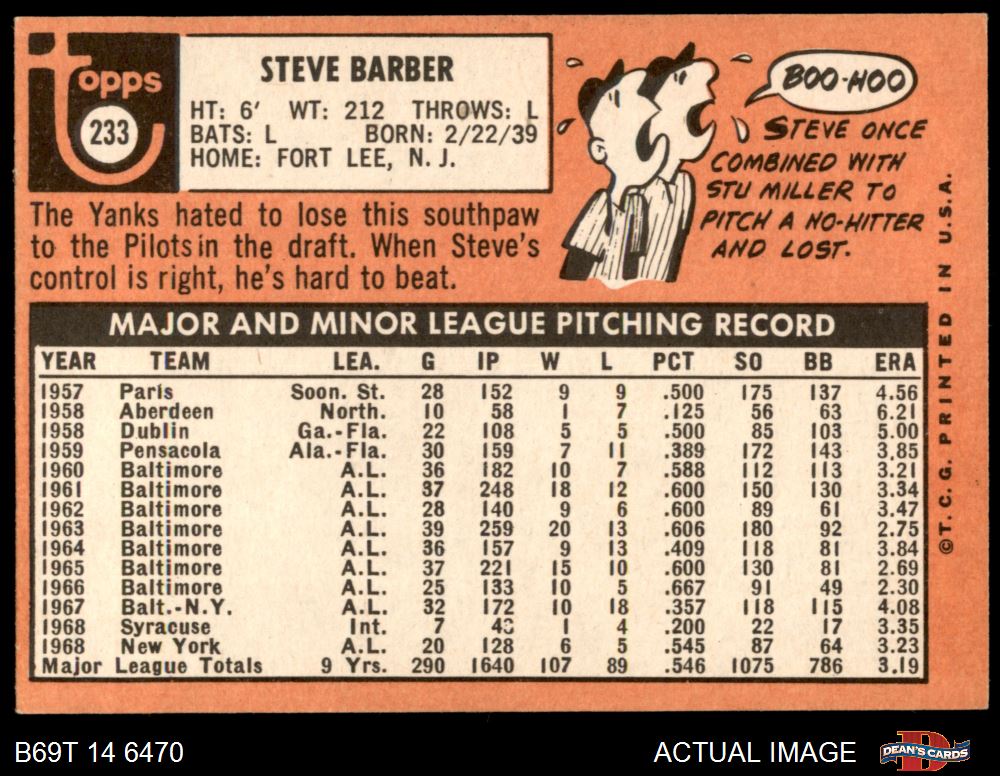 Topps
233
STEVE BARBER
HT: 6' WT: 212 THROWS: L
BATS: L BORN: 2/22/39
HOME: FORT LEE, N. J.
The Yanks hated to lose this southpaw
to the Pilots in the draft. When Steve's
control is right, he's hard to beat.
BOO-HOO
STEVE ONCE
COMBINED WITH
STU MILLER TO
PITCH A NO-HITTER
AND LOST.
MAJOR AND MINOR LEAGUE PITCHING RECORD
YEAR TEAM LEA. G IP W L PCT SO BB ERA
1957 Paris Soon. St. 28 152 9 9 .500 175 137 4.56
1958 Aberdeen North. 10 58 1 7 .125 56 63 6.21
1958 Dublin Ga.-Fla. 22 108 5 5 .500 85 103 5.00
1959 Pensacola Ala.-Fla. 30 159 7 11 .389 172 143 3.85
1960 Baltimore A.L. 36 182 10 7 .588 112 113 3.21
1961 Baltimore A.L. 37 248 18 12 .600 150 130 3.34
1962 Baltimore A.L. 28 140 9 6 .600 89 61 3.47
1963 Baltimore A.L. 39 259 20 13 .606 180 92 2.75
1964 Baltimore A.L. 36 157 9 13 .409 118 81 3.84
1965 Baltimore A.L. 37 221 15 10 .600 130 81 2.69
1966 Baltimore A.L. 25 133 10 5 .667 91 49 2.30
1967 Balt.-N.Y. A.L. 32 172 10 18 .357 118 115 4.08
1968 Syracuse Int. 7 1 4 .200 22 17 3.35
1968 New York A.L. 20 128 6 5 .545 87 64 3.23
Major League Totals 9 Yrs. 290 1640 107 89 .546 1075 786 3.19
©T.C.G. PRINTED IN U.S.A.
B69T 14 6470
ACTUAL IMAGE
D
DEAN'S CARDS